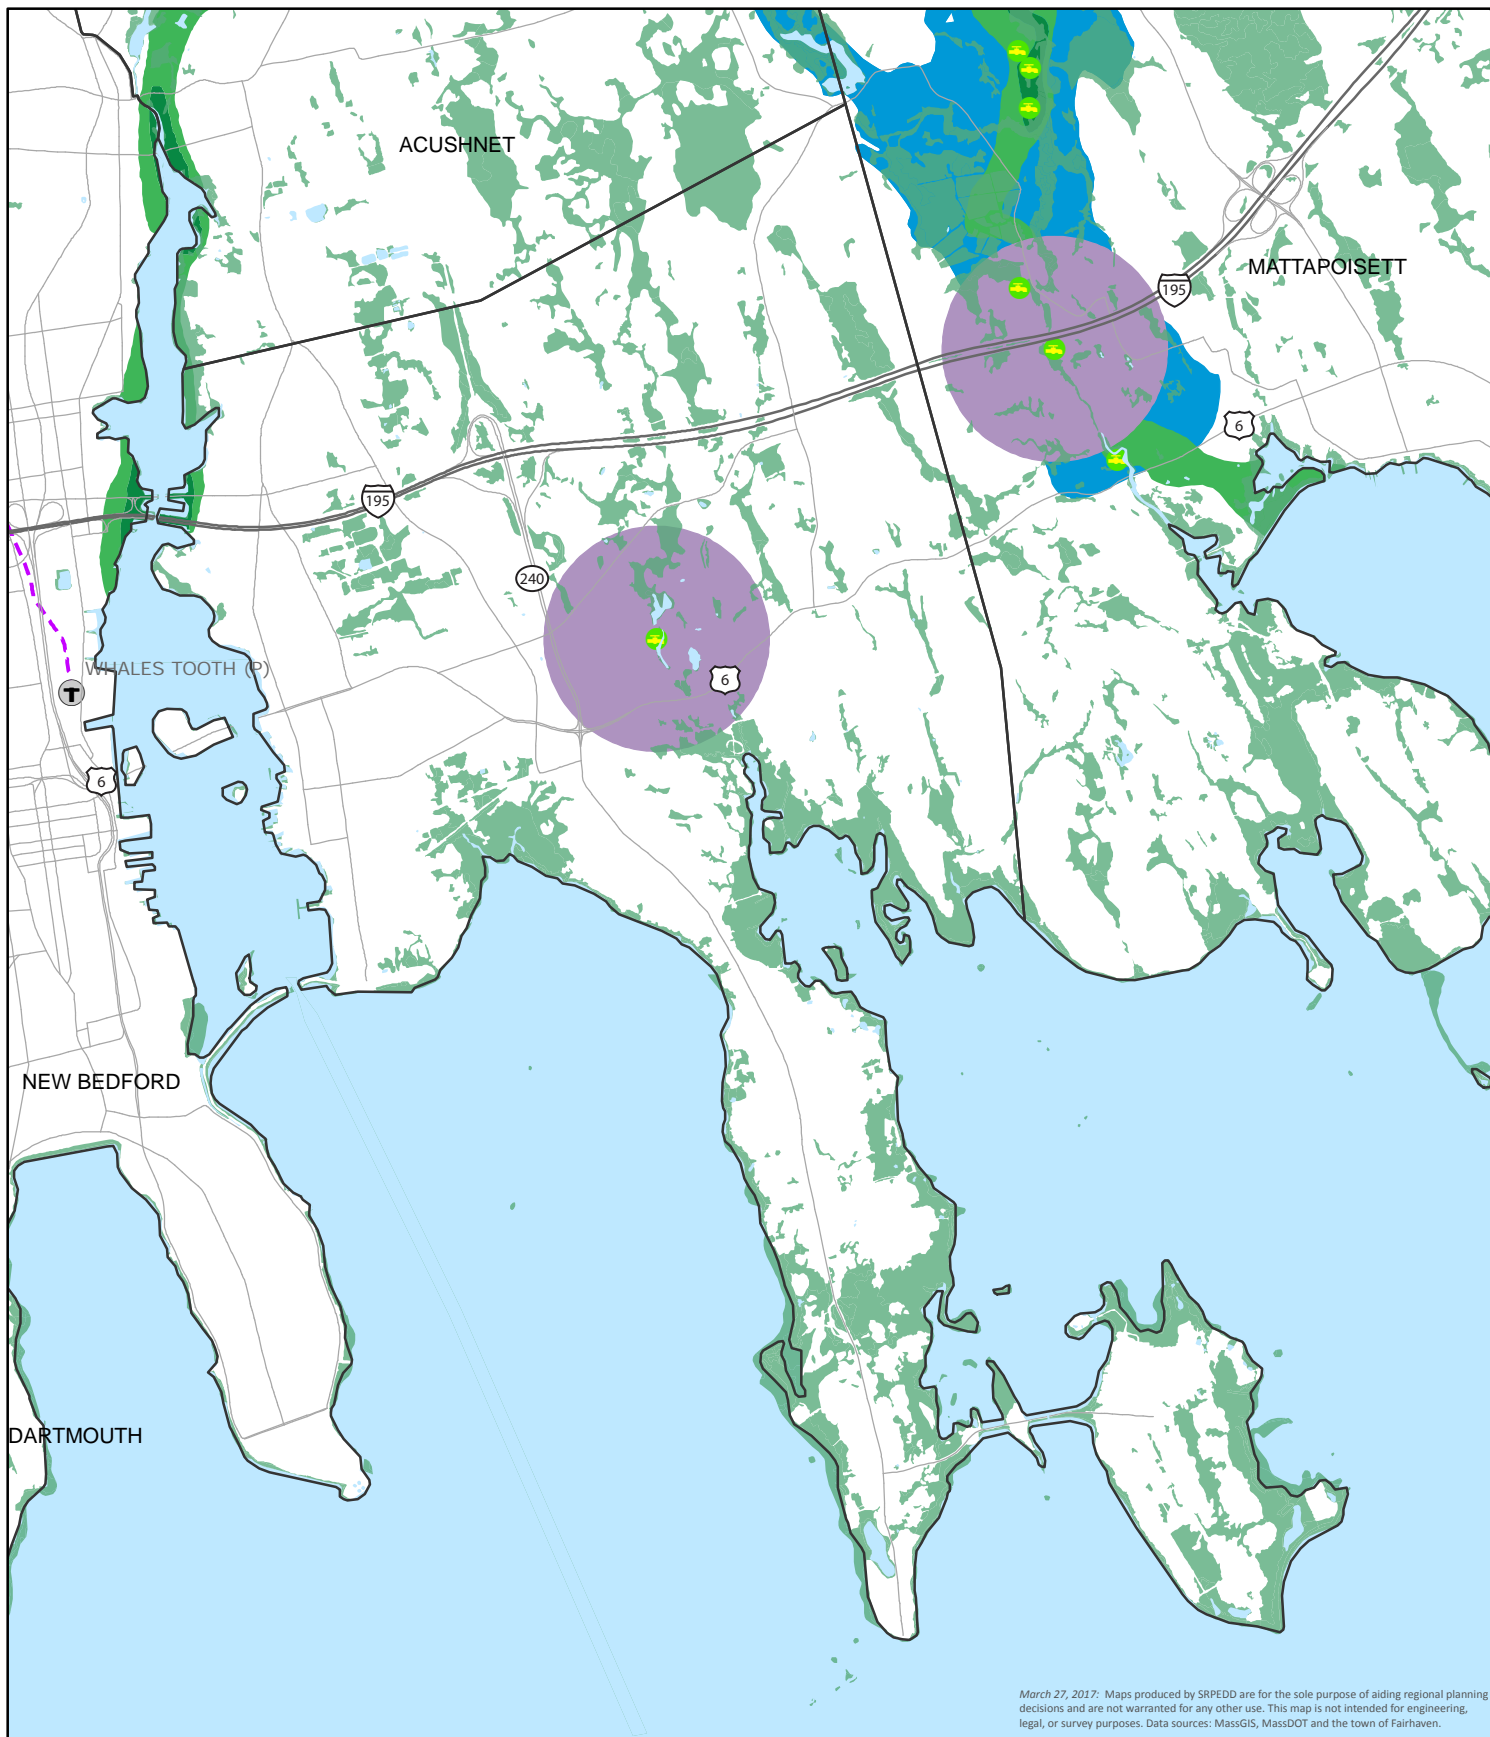 ACUSHNET
MATTAPOISETT
195
6
195
240
WHALES TOOTH (P)
T
6
6
NEW BEDFORD
DARTMOUTH
March 27, 2017: Maps produced by SRPEDD are for the sole purpose of aiding regional planning
decisions and are not warranted for any other use. This map is not intended for engineering,
legal, or survey purposes. Data sources: MassGIS, MassDOT and the town of Fairhaven.